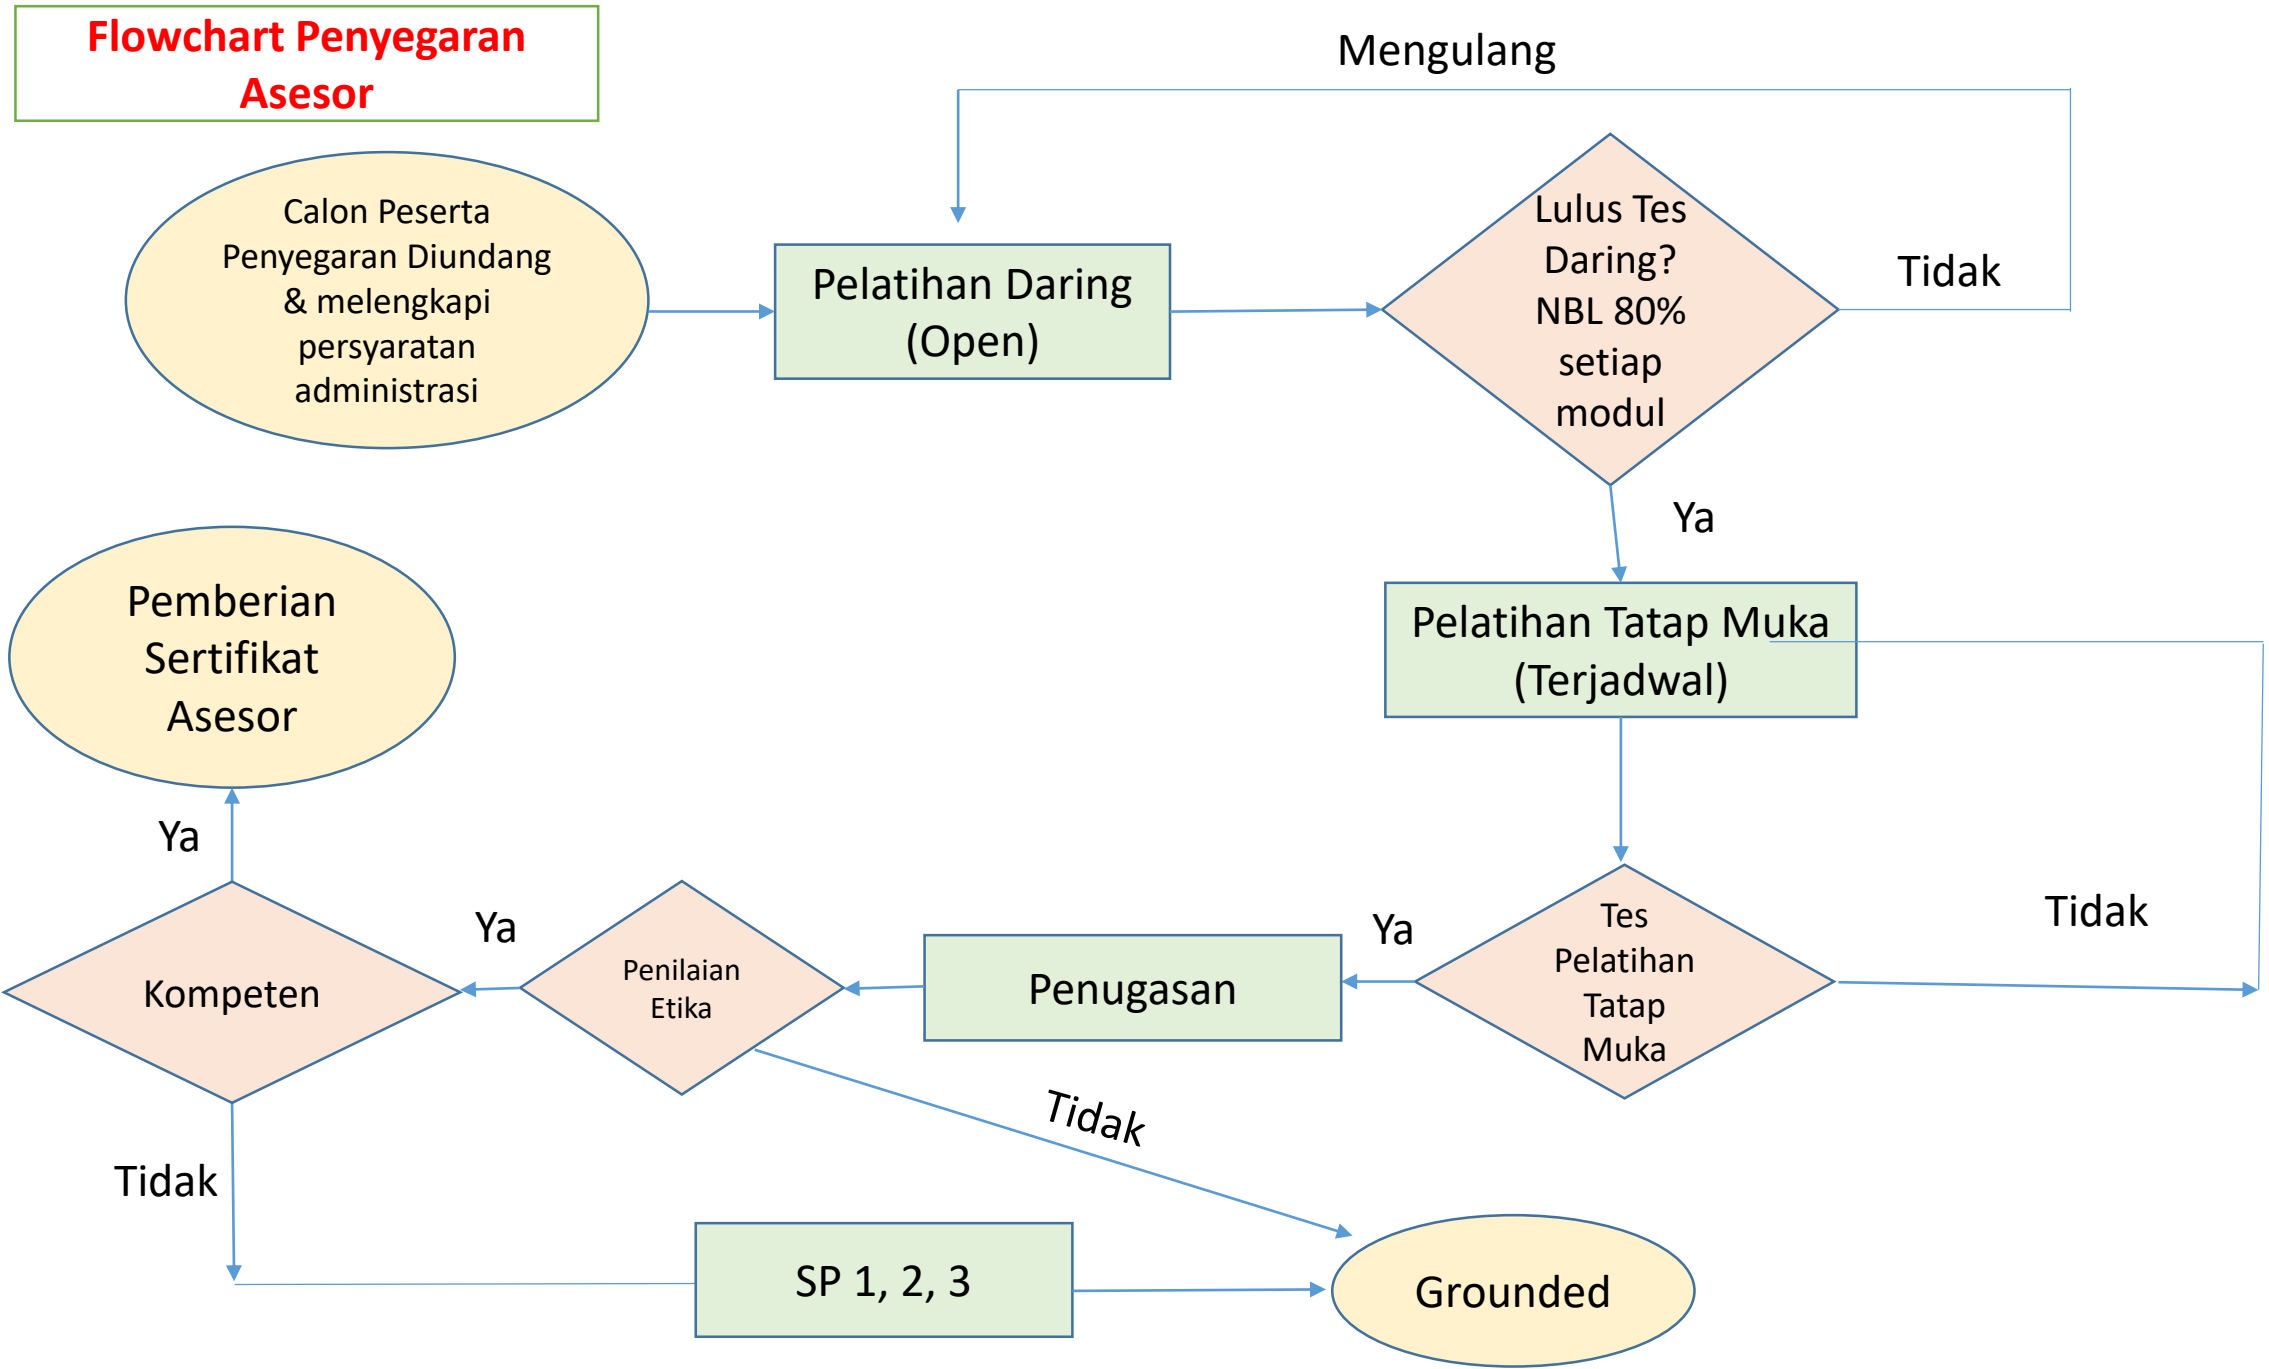 Flowchart Penyegaran
Asesor
Mengulang
Calon Peserta
Penyegaran Diundang
& melengkapi
persyaratan
administrasi
Pelatihan Daring
(Open)
Lulus Tes
Daring?
NBL 80%
setiap
modul
Tidak
Ya
Pelatihan Tatap Muka
(Terjadwal)
Tes
Pelatihan
Tatap
Muka
Tidak
Ya
Penugasan
Penilaian
Etika
Ya
Tidak
Kompeten
Ya
Pemberian
Sertifikat
Asesor
Tidak
SP 1, 2, 3
Grounded